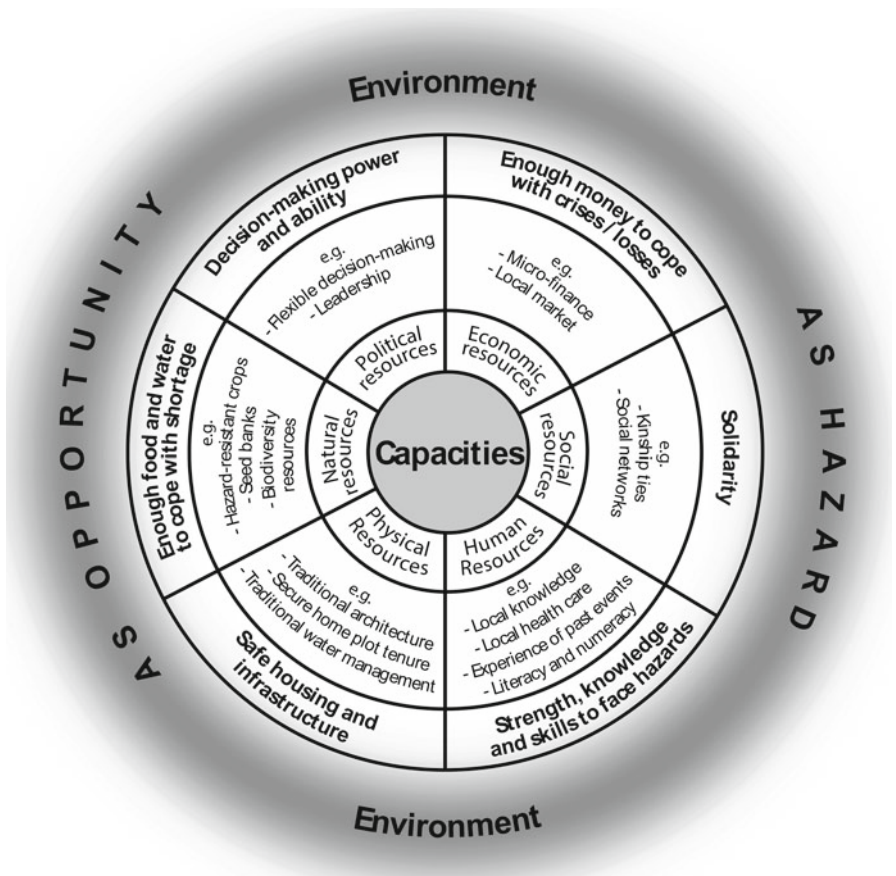 Environment
AS OPPORTUNITY
AS HAZARD
Decision-making power
and ability
e.g.
- Flexible decision-making
- Leadership
Political
resources
Enough money to cope
with crises / losses
e.g.
- Micro-finance
- Local market
Economic
resources
Solidarity
e.g.
- Kinship ties
- Social networks
Social
resources
Strength, knowledge
and skills to face hazards
e.g.
- Local knowledge
- Local health care
- Experience of past events
- Literacy and numeracy
Human
Resources
Safe housing and
infrastructure
e.g.
- Traditional architecture
- Secure home plot tenure
- Traditional water management
Physical
Resources
Enough food and water
to cope with shortage
e.g.
- Hazard-resistant crops
- Seed banks
- Biodiversity
resources
Natural
resources
Capacities
Environment